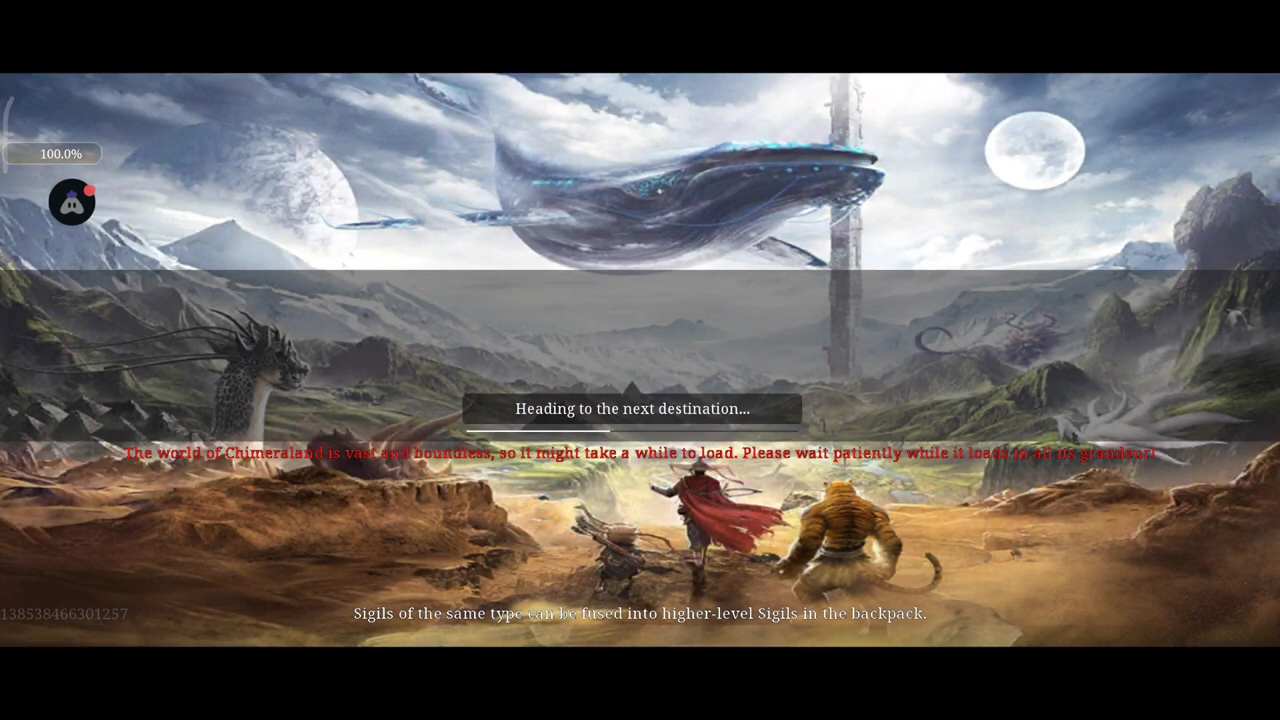 100.0%
Heading to the next destination...
The world of Chimeraland is vast and boundless, so it might take a while to load. Please wait patiently while it loads in all its grandeur!
138538466301257
Sigils of the same type can be fused into higher-level Sigils in the backpack.